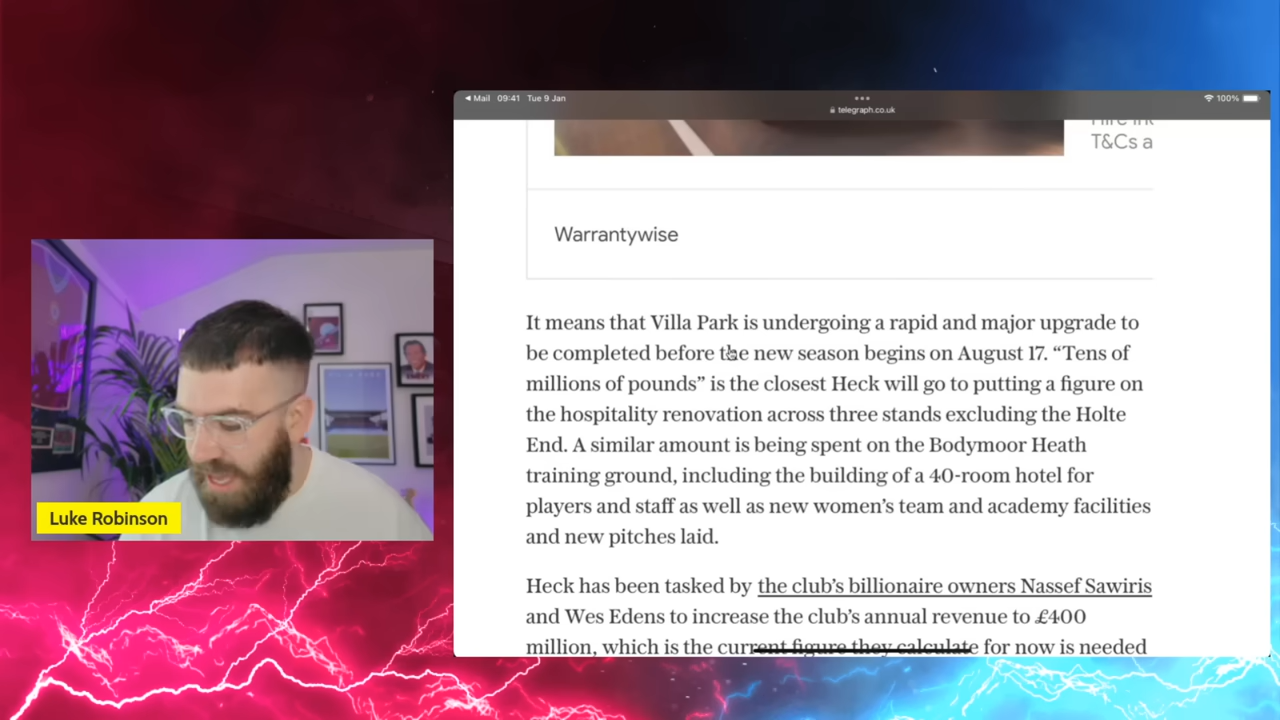 Mail 09:41 Tue 9 Jan
telegraph.co.uk
100%
T&Cs a
Warrantywise
It means that Villa Park is undergoing a rapid and major upgrade to
be completed before the new season begins on August 17. “Tens of
millions of pounds” is the closest Heck will go to putting a figure on
the hospitality renovation across three stands excluding the Holte
End. A similar amount is being spent on the Bodymoor Heath
training ground, including the building of a 40-room hotel for
players and staff as well as new women’s team and academy facilities
and new pitches laid.
Heck has been tasked by the club’s billionaire owners Nassef Sawiris
and Wes Edens to increase the club’s annual revenue to £400
million, which is the current figure they calculate for now is needed
Luke Robinson